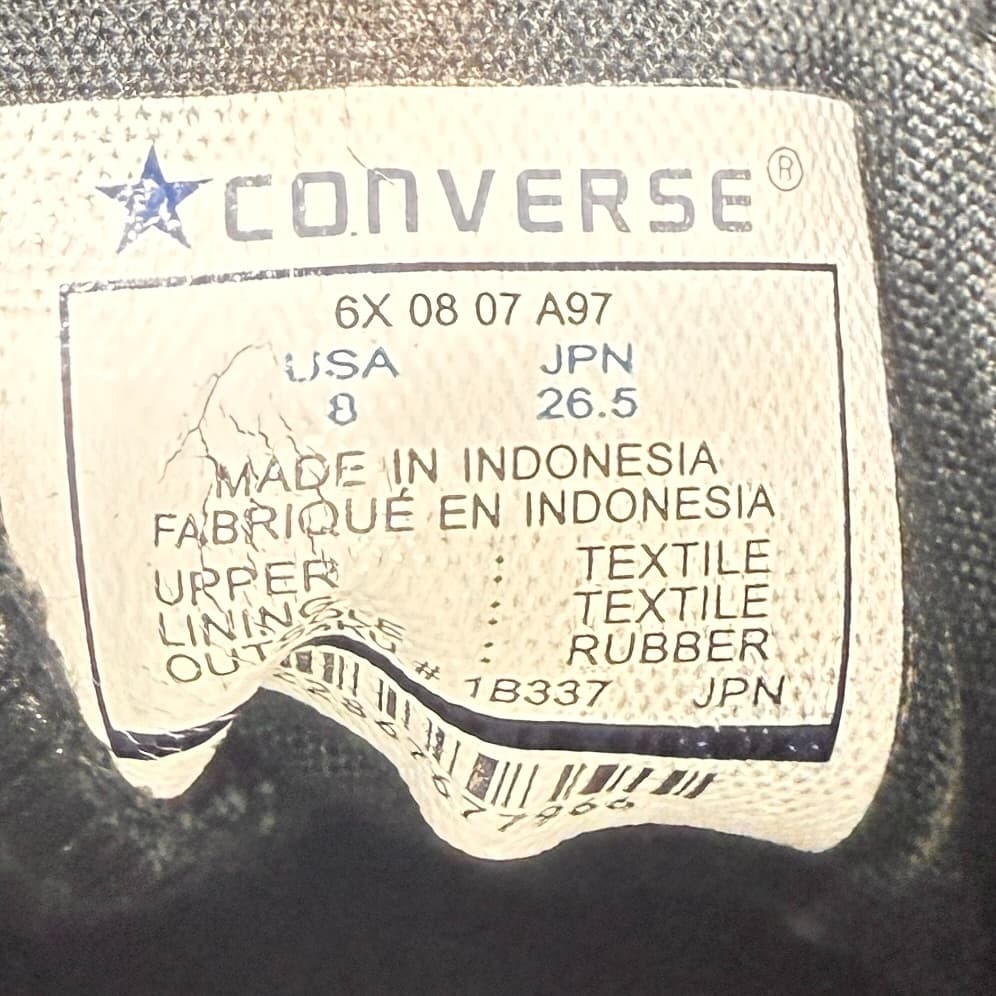 CONVERSE®
6X 08 07 A97
USA JPN
8 26.5
MADE IN INDONESIA
FABRIQUÉ EN INDONESIA
UPPER : TEXTILE
LINING : TEXTILE
: RUBBER
# 1B337 JPN